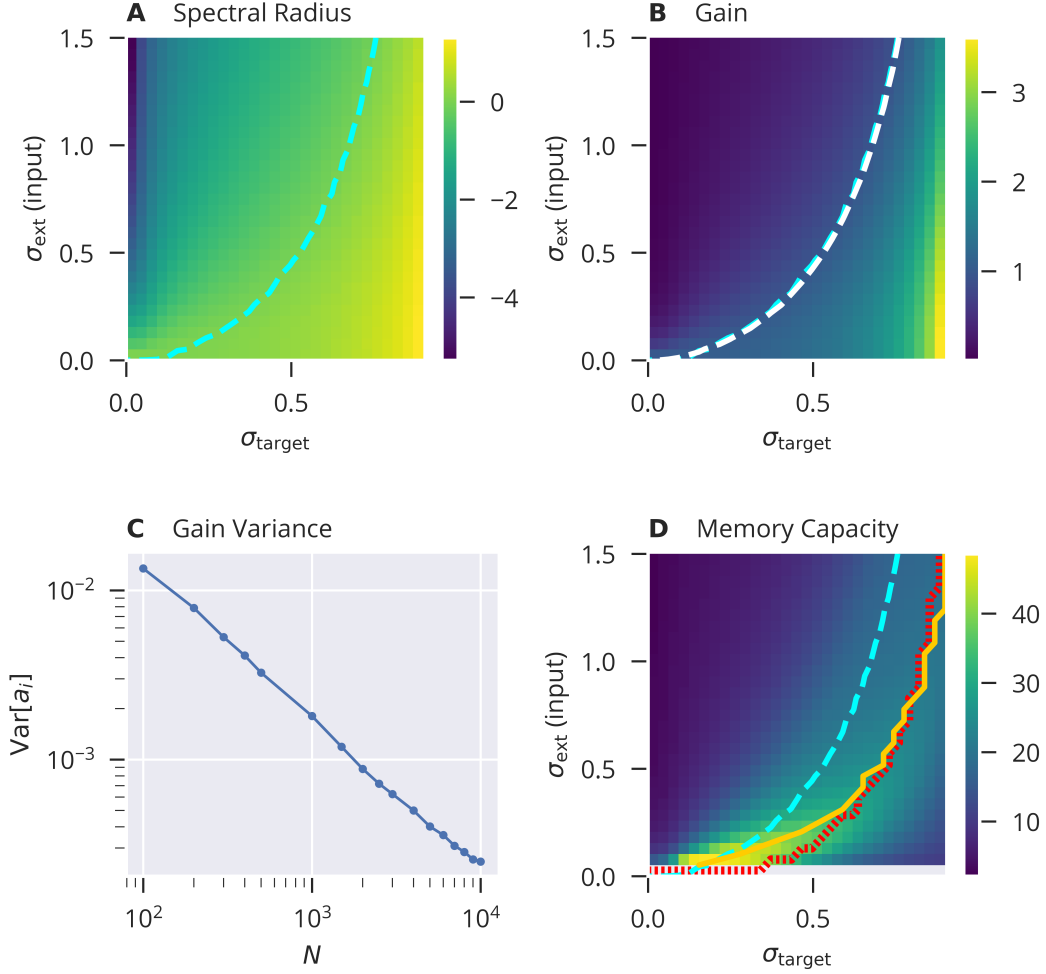 A Spectral Radius
1.5
1.0
0.5
0.0
σext (input)
0.0 0.5
σtarget
0
−2
−4
B Gain
1.5
1.0
0.5
0.0
σext (input)
0.0 0.5
σtarget
3
2
1
C Gain Variance
10⁻²
10⁻³
Var[aᵢ]
10² 10³ 10⁴
N
D Memory Capacity
1.5
1.0
0.5
0.0
σext (input)
0.0 0.5
σtarget
40
30
20
10